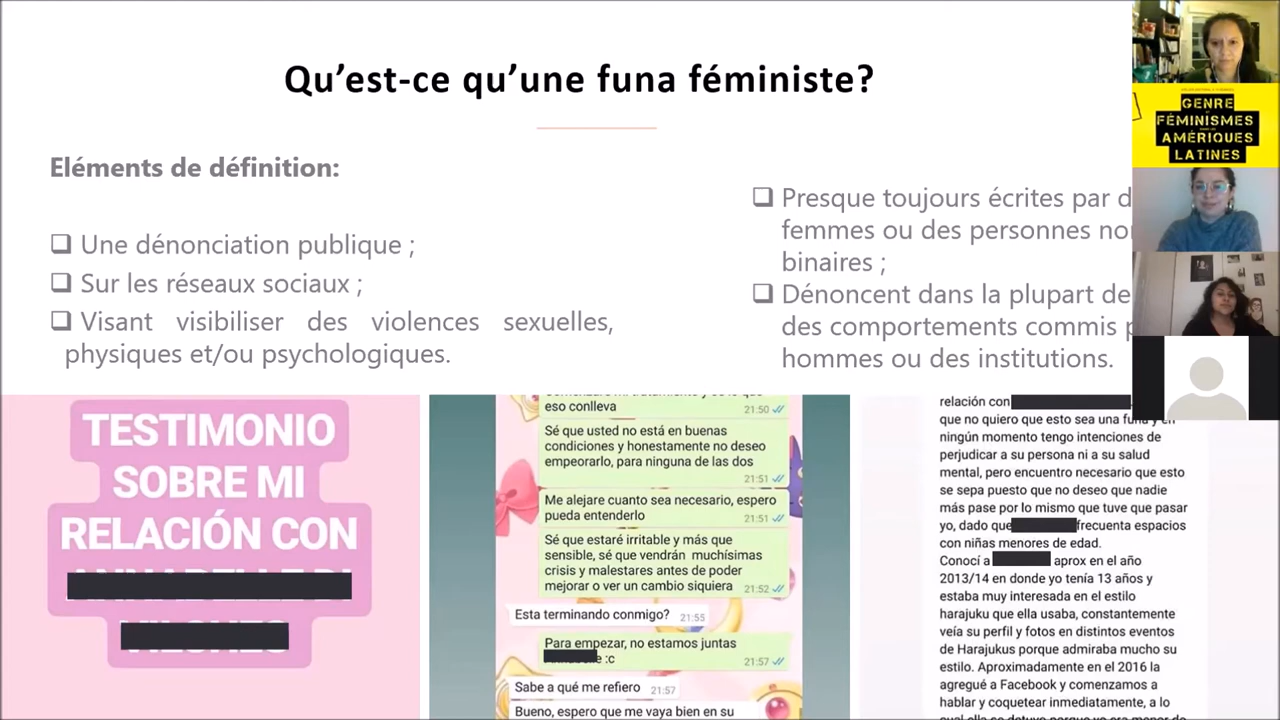 Qu’est-ce qu’une funa féministe?
Eléments de définition:
❑ Une dénonciation publique ;
❑ Sur les réseaux sociaux ;
❑ Visant visibiliser des violences sexuelles,
physiques et/ou psychologiques.
❑ Presque toujours écrites par
femmes ou des personnes
binaires ;
❑ Dénoncent dans la plupart
des comportements commis
hommes ou des institutions.
GENRE
FÉMINISMES
AMÉRIQUES
LATINES
TESTIMONIO
SOBRE MI
RELACIÓN CON
eso conlleva
21:50
Sé que usted no está en buenas
condiciones y honestamente no deseo
empeorarlo, para ninguna de las dos
21:51
Me alejare cuanto sea necesario, espero
pueda entenderlo
21:51
Sé que estaré irritable y más que
sensible, sé que vendrán muchísimas
crisis y malestares antes de poder
mejorar o ver un cambio siquiera
21:52
Esta terminando conmigo?
21:55
Para empezar, no estamos juntas
:c
21:57
Sabe a qué me refiero
21:57
Bueno, espero que me vaya bien en su
relación con
que no quiero que esto sea una funa y en
ningún momento tengo intenciones de
perjudicar a su persona ni a su salud
mental, pero encuentro necesario que esto
se sepa puesto que no deseo que nadie
más pase por lo mismo que tuve que pasar
yo, dado que frecuenta espacios
con niñas menores de edad.
Conocí a aprox en el año
2013/14 en donde yo tenía 13 años y
estaba muy interesada en el estilo
harajuku que ella usaba, constantemente
veía su perfil y fotos en distintos eventos
de Harajukus porque admiraba mucho su
estilo. Aproximadamente en el 2016 la
agregué a Facebook y comenzamos a
hablar y coquetear inmediatamente, a lo